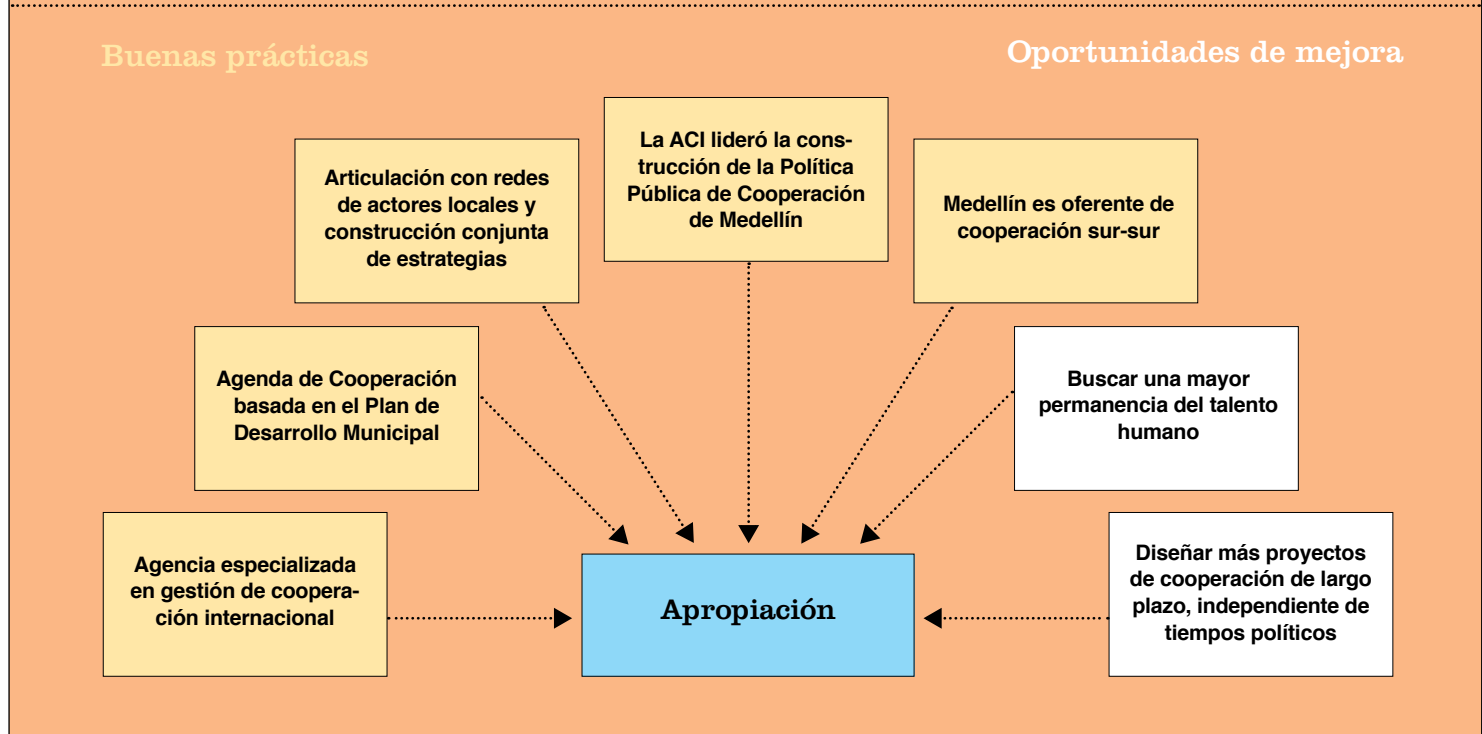 Buenas prácticas
Oportunidades de mejora
La ACI lideró la cons-
trucción de la Política
Pública de Cooperación
de Medellín
Articulación con redes
de actores locales y
construcción conjunta
de estrategias
Medellín es oferente de
cooperación sur-sur
Agenda de Cooperación
basada en el Plan de
Desarrollo Municipal
Buscar una mayor
permanencia del talento
humano
Agencia especializada
en gestión de coopera-
ción internacional
Apropiación
Diseñar más proyectos
de cooperación de largo
plazo, independiente de
tiempos políticos